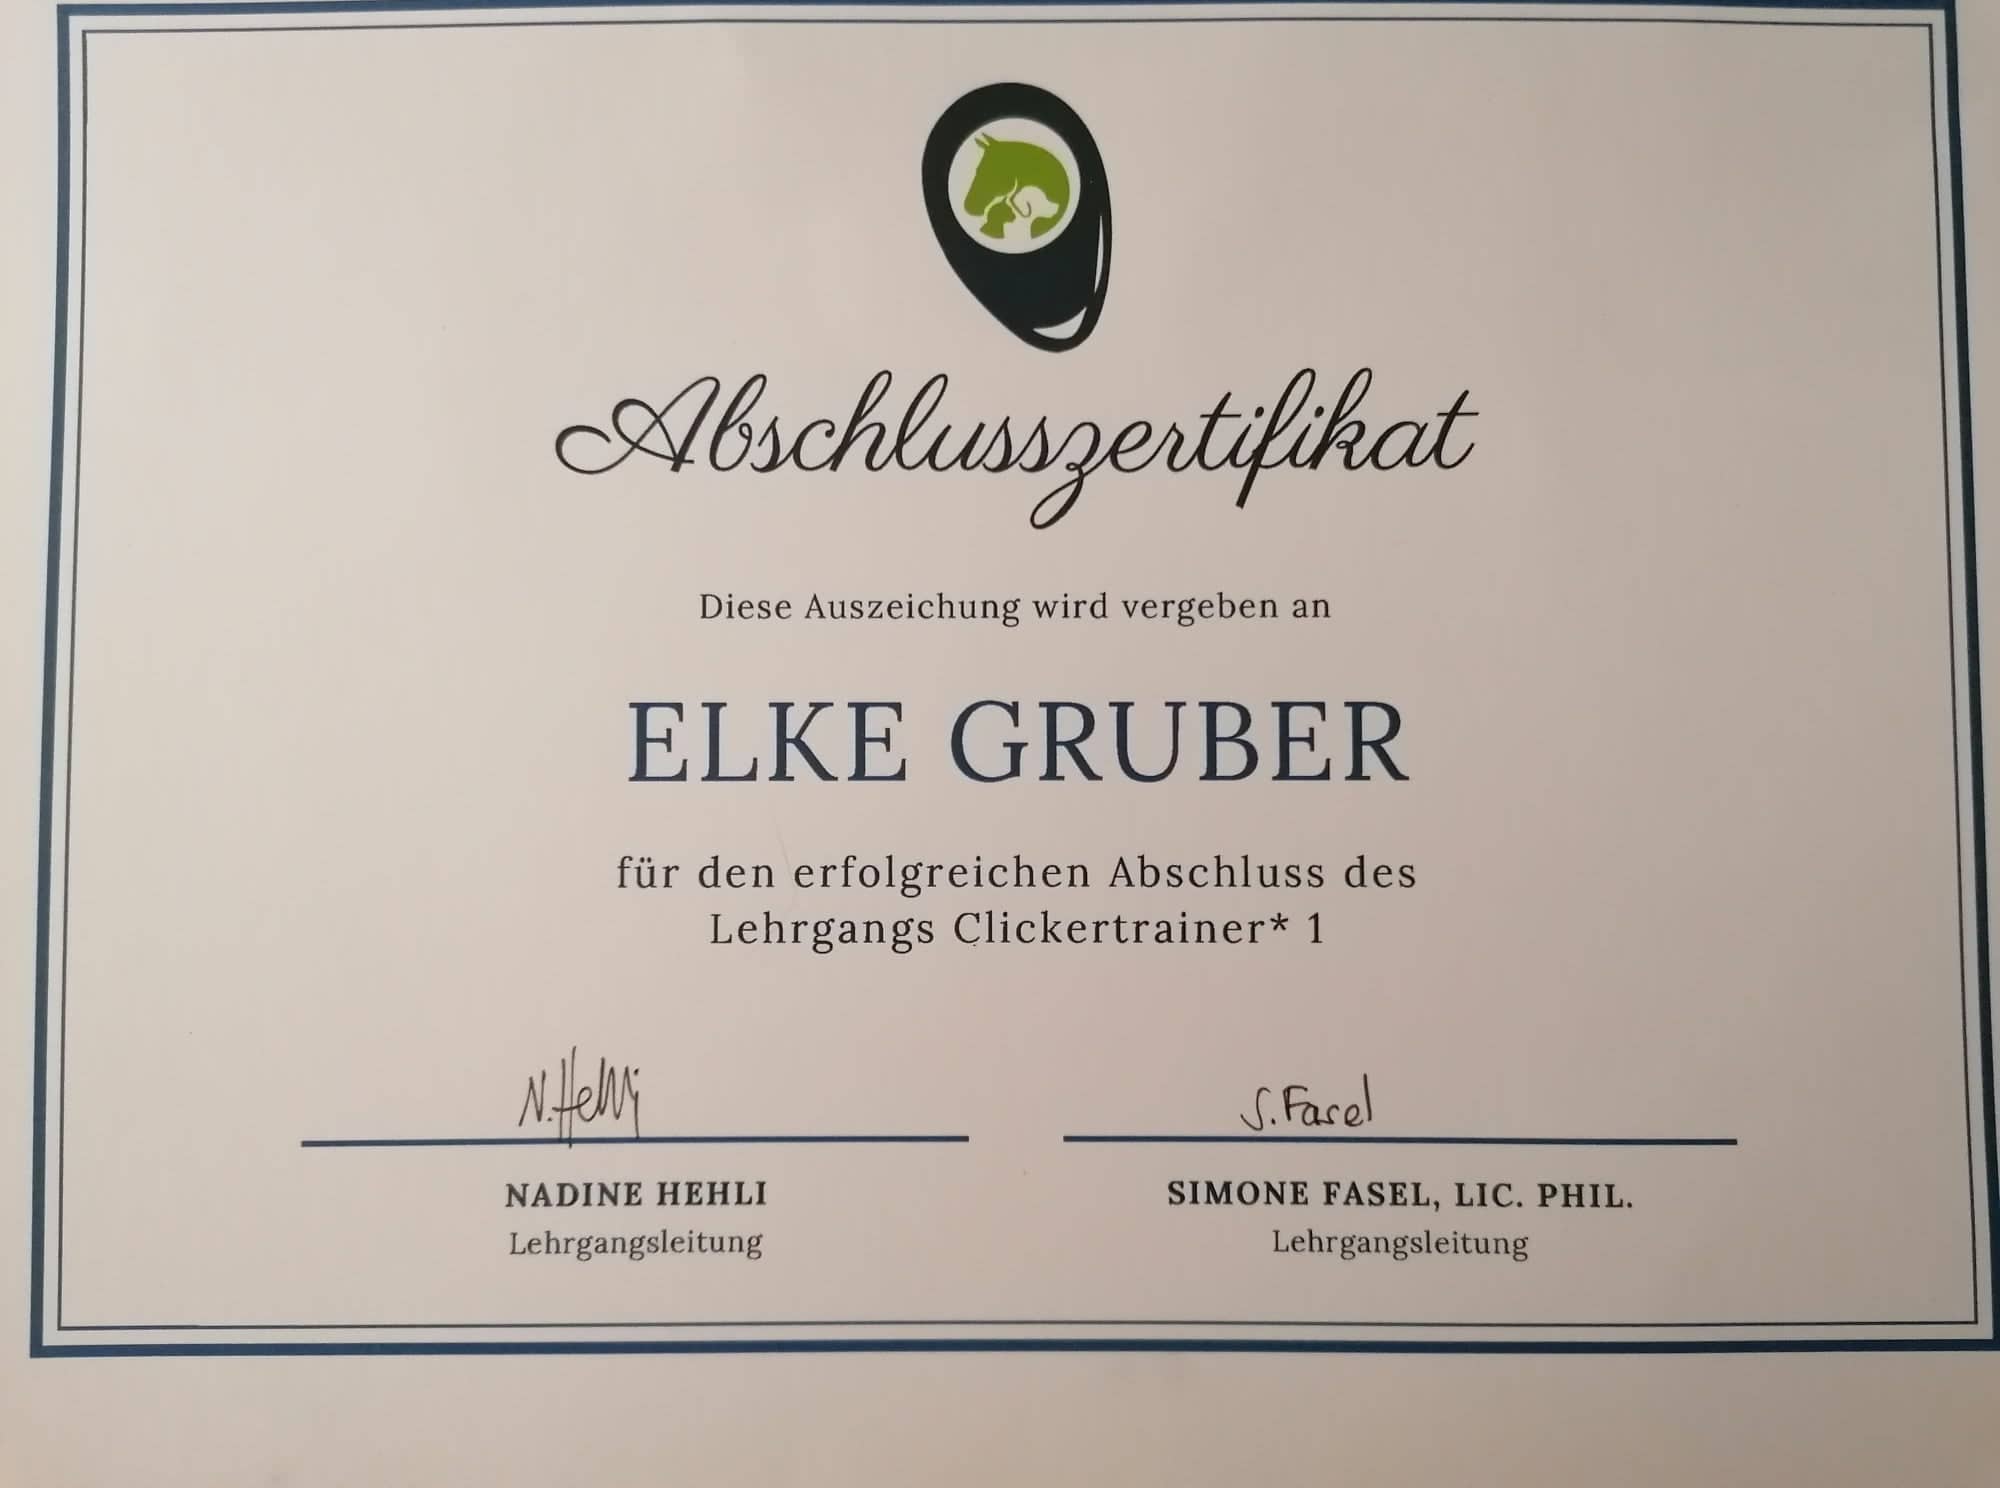 Abschlusszertifikat
Diese Auszeichung wird vergeben an
ELKE GRUBER
für den erfolgreichen Abschluss des
Lehrgangs Clickertrainer* 1
N. Hehli
S. Fasel
NADINE HEHLI
SIMONE FASEL, LIC. PHIL.
Lehrgangsleitung
Lehrgangsleitung